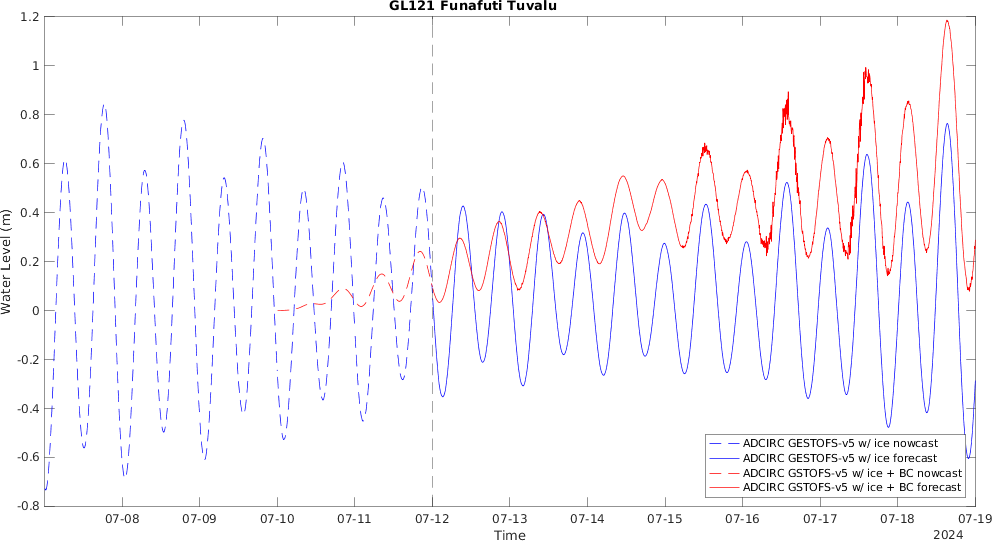 GL121 Funafuti Tuvalu
1.2
1
0.8
0.6
0.4
0.2
0
-0.2
-0.4
-0.6
-0.8
Water Level (m)
ADCIRC GESTOFS-v5 w/ ice nowcast
ADCIRC GESTOFS-v5 w/ ice forecast
ADCIRC GSTOFS-v5 w/ ice + BC nowcast
ADCIRC GSTOFS-v5 w/ ice + BC forecast
07-08 07-09 07-10 07-11 07-12 07-13 07-14 07-15 07-16 07-17 07-18 07-19
Time
2024